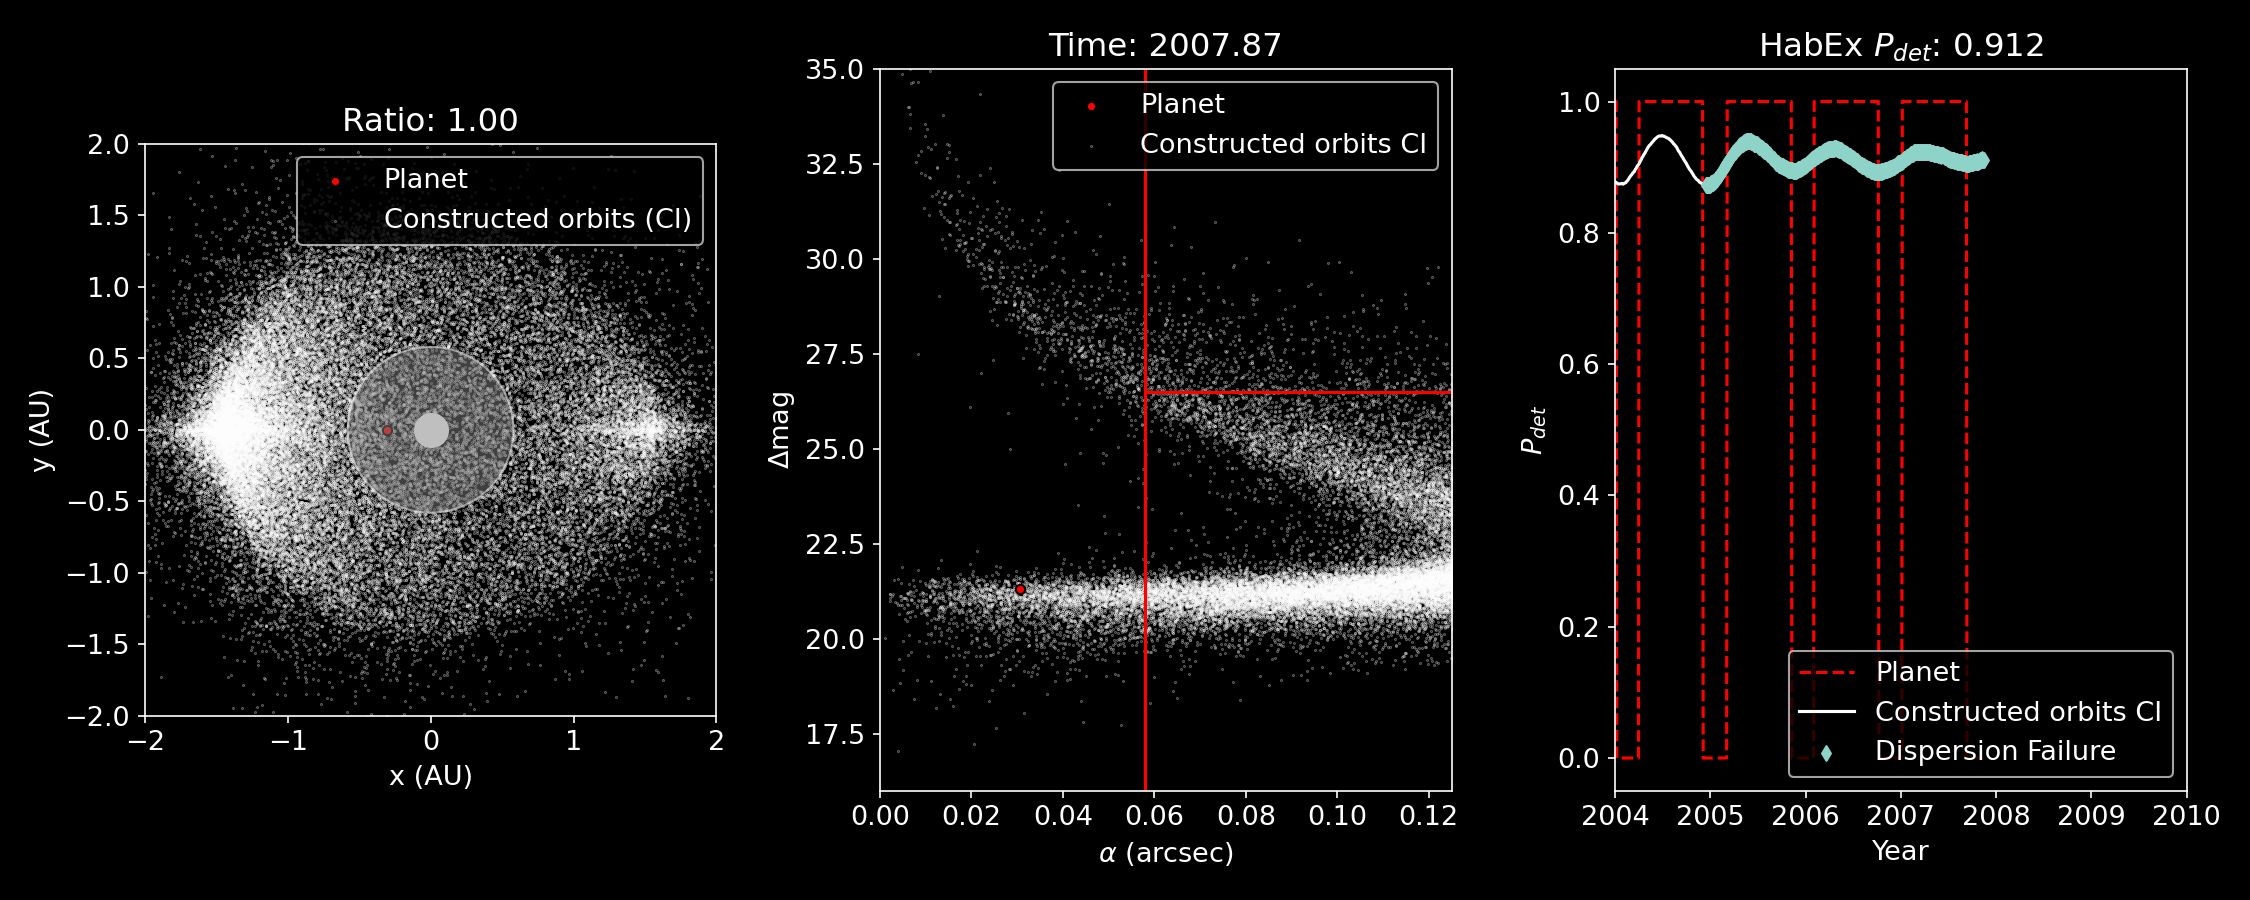 Ratio: 1.00
Planet
Constructed orbits (CI)
2.0
1.5
1.0
0.5
0.0
−0.5
−1.0
−1.5
−2.0
y (AU)
−2
−1
0
1
2
x (AU)
Time: 2007.87
Planet
Constructed orbits CI
35.0
32.5
30.0
27.5
25.0
22.5
20.0
17.5
Δmag
0.00
0.02
0.04
0.06
0.08
0.10
0.12
α (arcsec)
HabEx P_det: 0.912
1.0
0.8
0.6
0.4
0.2
0.0
P_det
Planet
Constructed orbits CI
Dispersion Failure
2004
2005
2006
2007
2008
2009
2010
Year